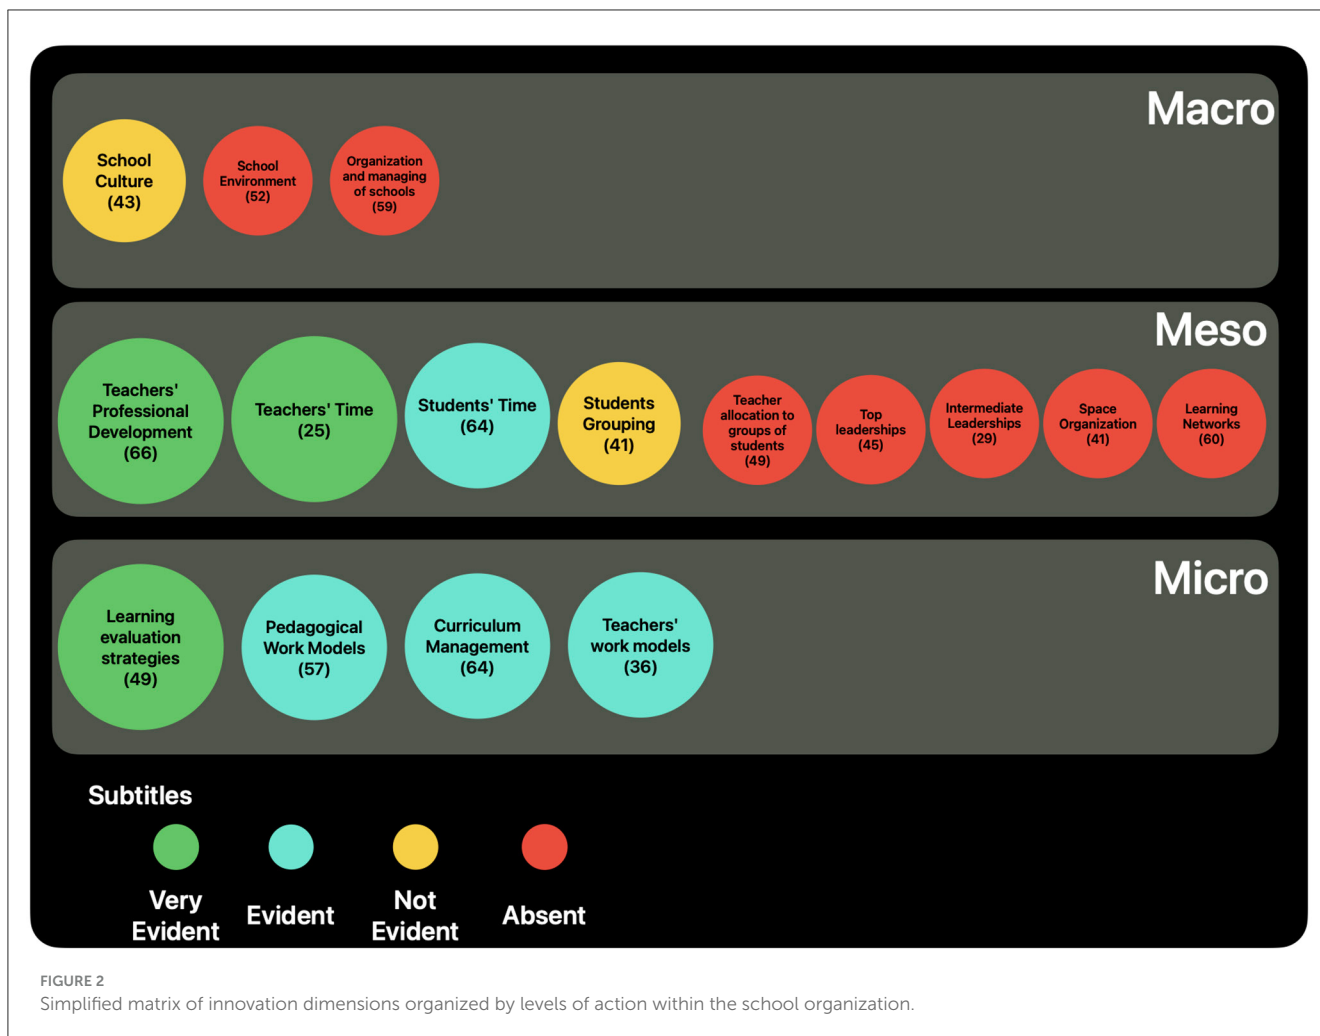 Macro
School
Culture
(43)
School
Environment
(52)
Organization
and managing
of schools
(59)
Meso
Teachers'
Professional
Development
(66)
Teachers' Time
(25)
Students' Time
(64)
Students
Grouping
(41)
Teacher
allocation to
groups of
students
(49)
Top
leaderships
(45)
Intermediate
Leaderships
(29)
Space
Organization
(41)
Learning
Networks
(60)
Micro
Learning
evaluation
strategies
(49)
Pedagogical
Work Models
(57)
Curriculum
Management
(64)
Teachers'
work models
(36)
Subtitles
Very
Evident
Evident
Not
Evident
Absent
FIGURE 2
Simplified matrix of innovation dimensions organized by levels of action within the school organization.